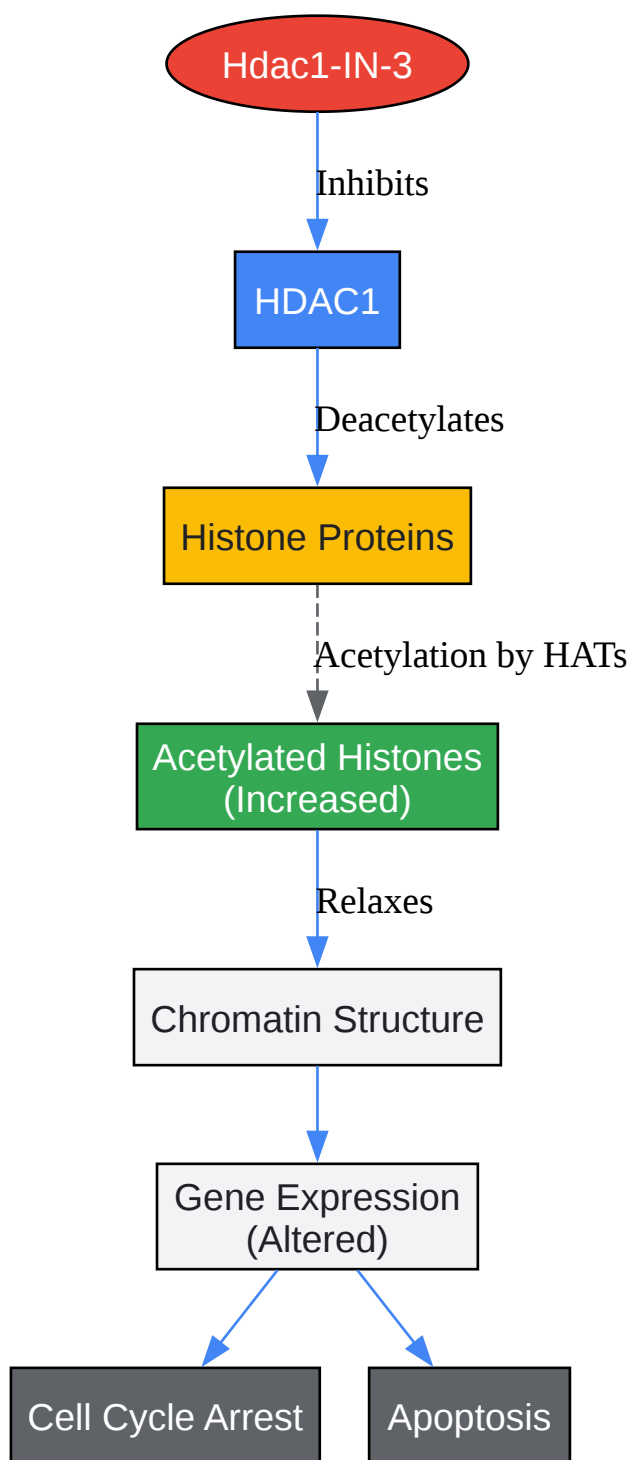 Hdac1-IN-3
Inhibits
HDAC1
Deacetylates
Histone Proteins
Acetylation by HATs
Acetylated Histones
(Increased)
Relaxes
Chromatin Structure
Gene Expression
(Altered)
Cell Cycle Arrest
Apoptosis